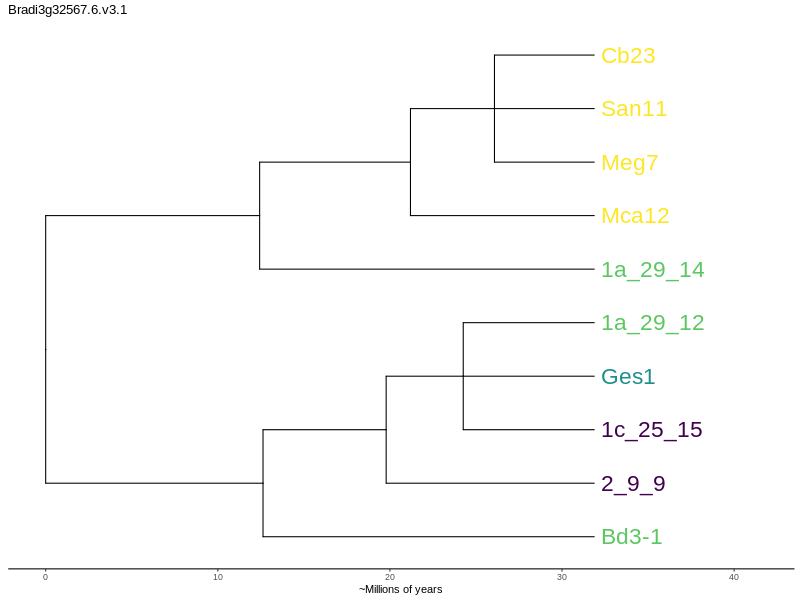 Bradi3g32567.6.v3.1
Cb23
San11
Meg7
Mca12
1a_29_14
1a_29_12
Ges1
1c_25_15
2_9_9
Bd3-1
0 10 20 30 40
~Millions of years